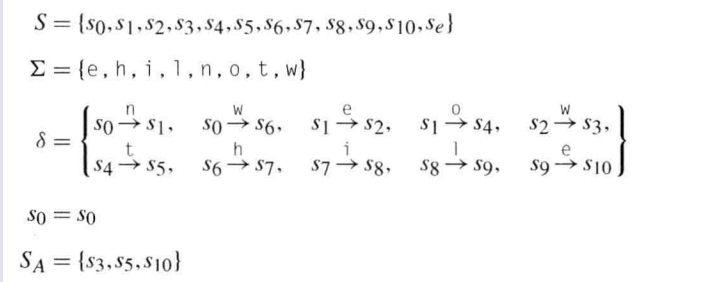 S = {s0,s1,s2,s3,s4,s5,s6,s7,s8,s9,s10,se}
Σ = {e,h,i,l,n,o,t,w}
δ = { s0 →n s1, s0 →w s6, s1 →e s2, s1 →o s4, s2 →w s3,
s4 →t s5, s6 →h s7, s7 →i s8, s8 →l s9, s9 →e s10 }
s0 = s0
SA = {s3,s5,s10}